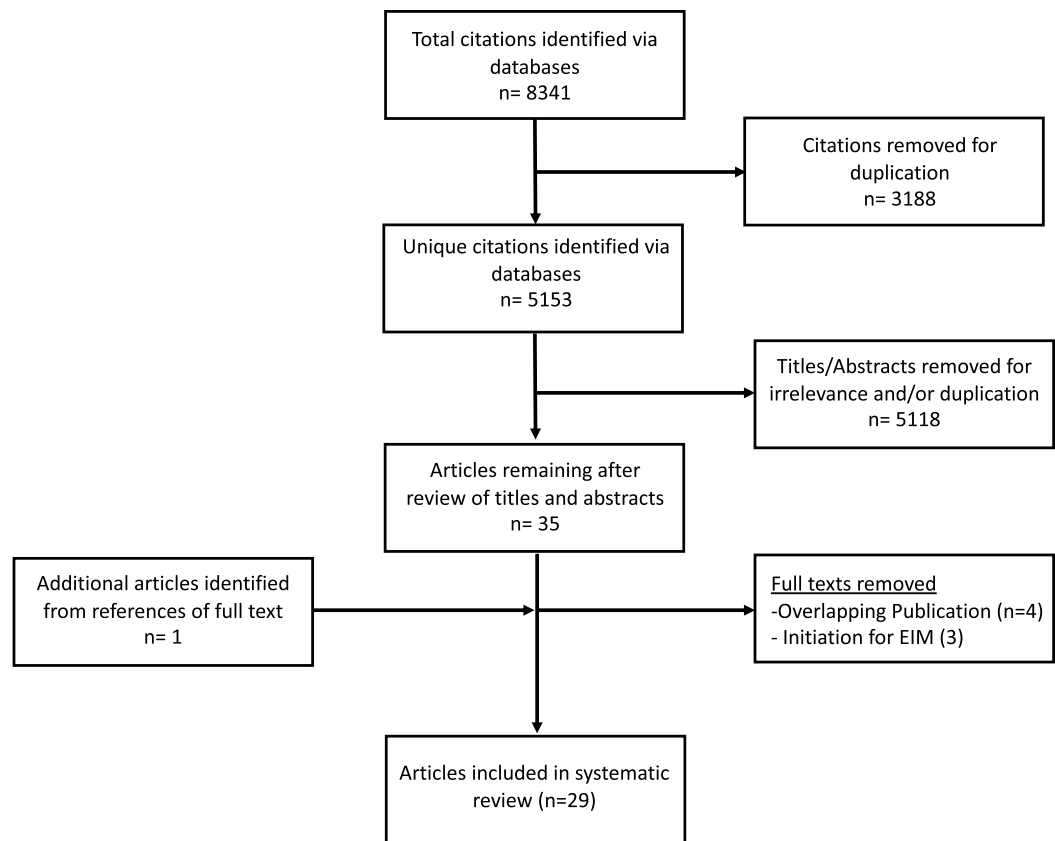 Total citations identified via
databases
n= 8341
Citations removed for
duplication
n= 3188
Unique citations identified via
databases
n= 5153
Titles/Abstracts removed for
irrelevance and/or duplication
n= 5118
Articles remaining after
review of titles and abstracts
n= 35
Additional articles identified
from references of full text
n= 1
Full texts removed
-Overlapping Publication (n=4)
- Initiation for EIM (3)
Articles included in systematic
review (n=29)